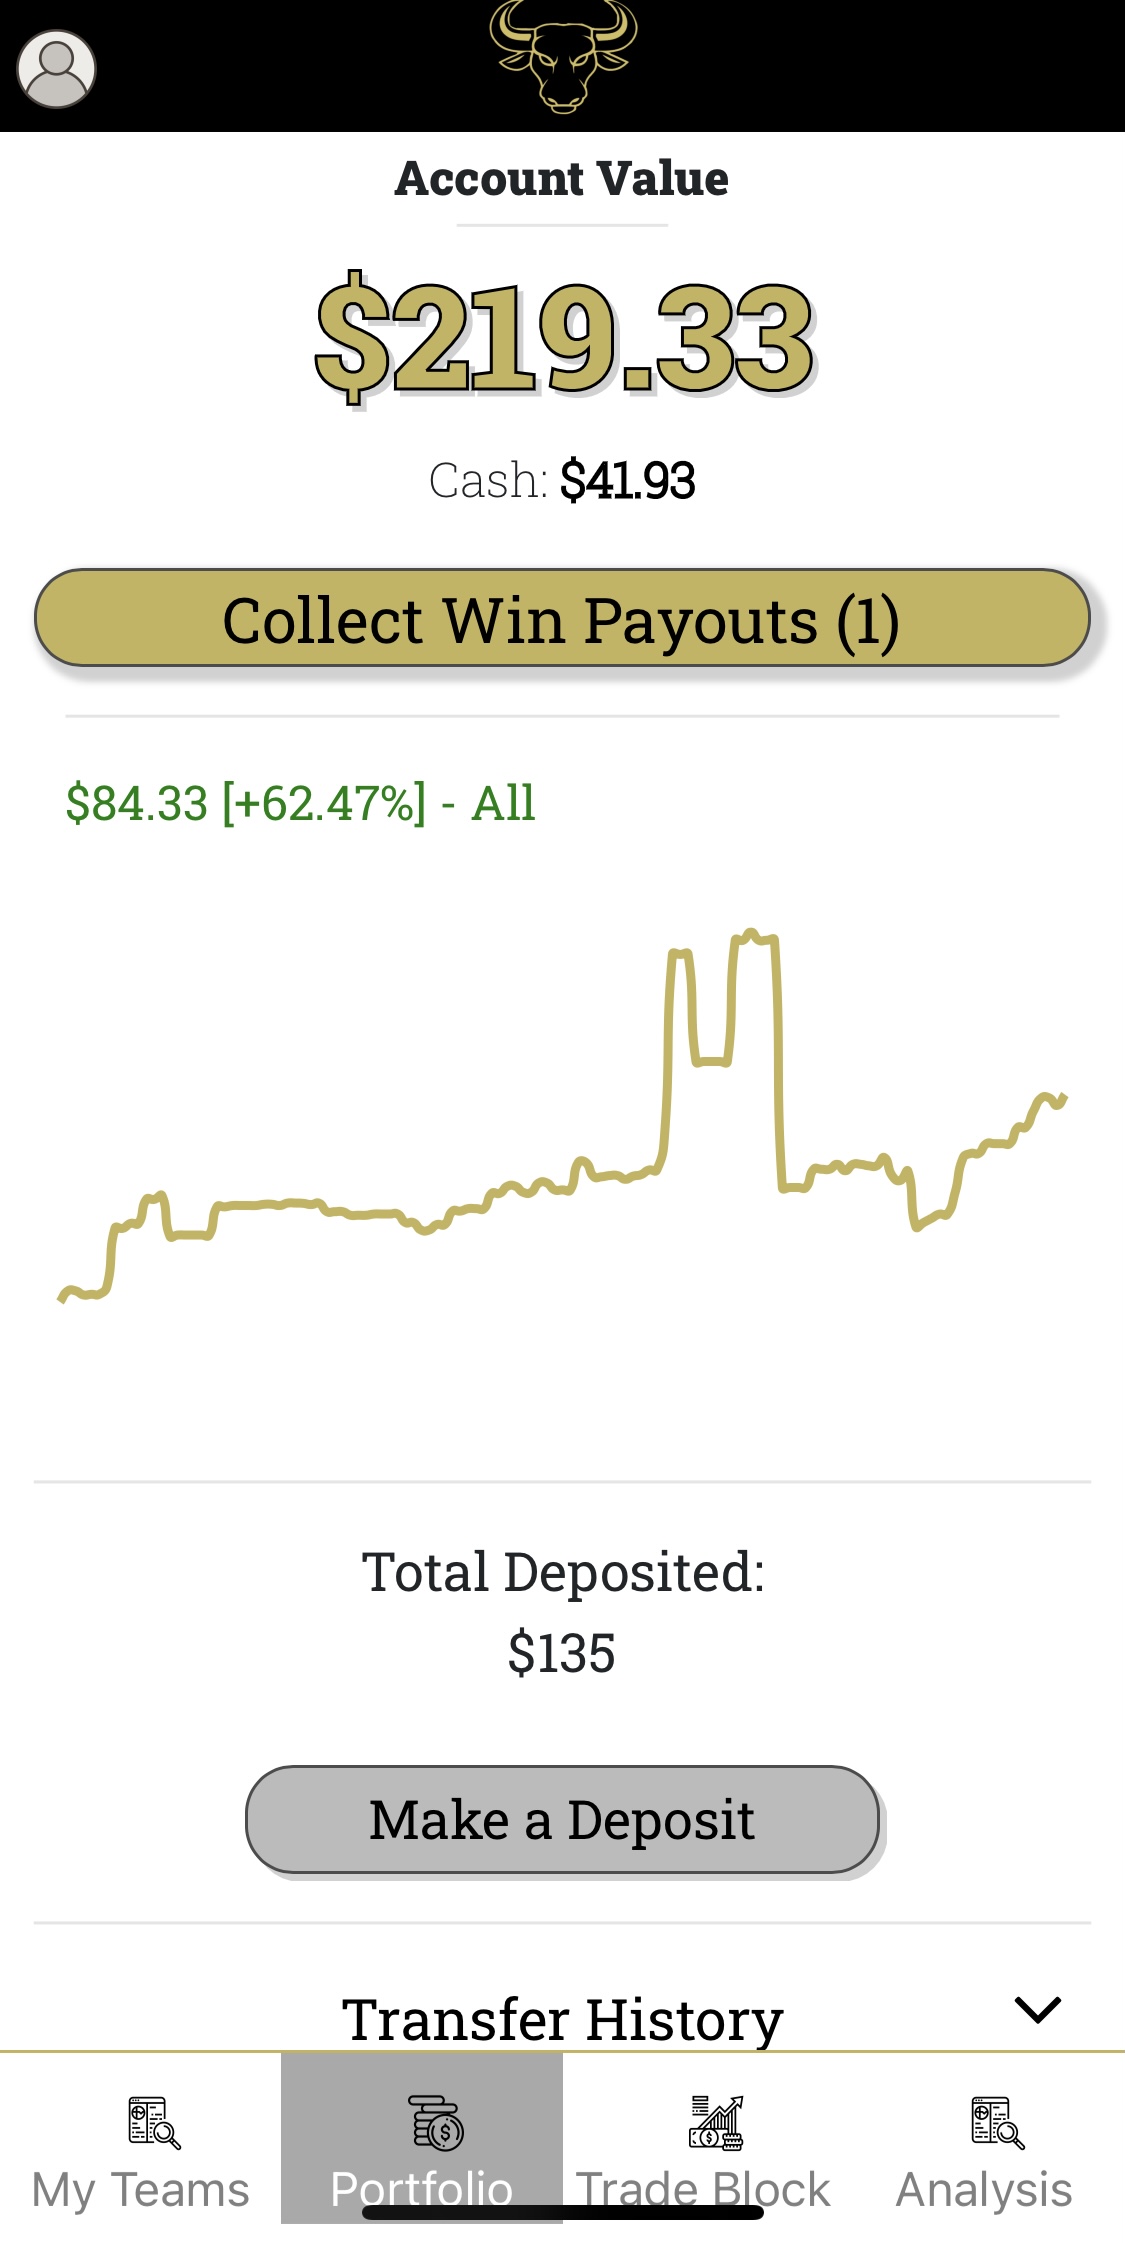 Account Value
$219.33
Cash: $41.93
Collect Win Payouts (1)
$84.33 [+62.47%] - All
Total Deposited:
$135
Make a Deposit
Transfer History
My Teams
Portfolio
Trade Block
Analysis